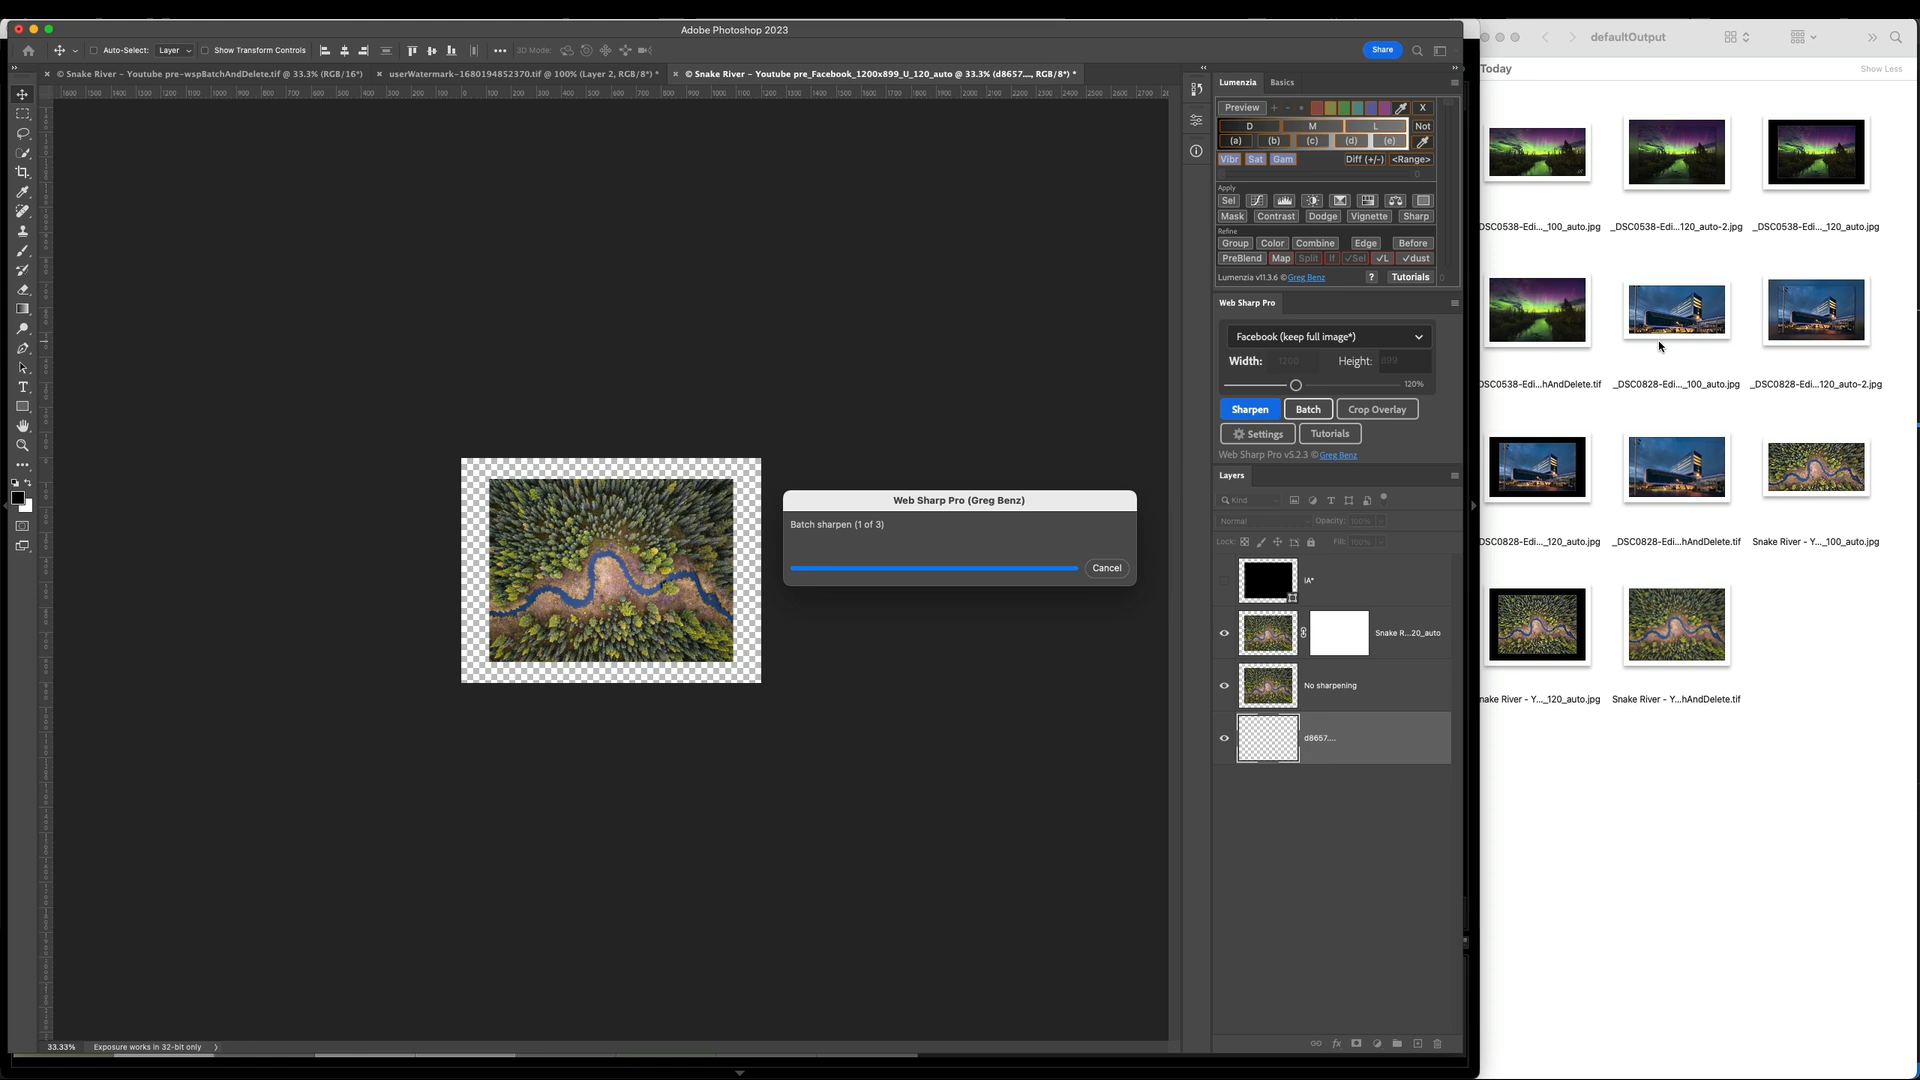 Adobe Photoshop 2023
Auto-Select: Layer Show Transform Controls ••• 3D Mode: Share
© Snake River - Youtube pre-wspBatchAndDelete.tif @ 33.3% (RGB/16*)
userWatermark-1680194852370.tif @ 100% (Layer 2, RGB/8*) *
© Snake River - Youtube pre_Facebook_1200x899_U_120_auto @ 33.3% (d8657...., RGB/8*) *
Lumenzia Basics
Preview + - X
D M L Not
(a) (b) (c) (d) (e)
Vibr Sat Gam Diff (+/-) <Range>
0
Apply
Sel
Mask Contrast Dodge Vignette Sharp
Refine
Group Color Combine Edge Before
PreBlend Map Split If ✓Sel ✓L ✓dust
Lumenzia v11.3.6 © Greg Benz ? Tutorials
Web Sharp Pro
Facebook (keep full image*)
Width: 1200 Height: 899
120%
Sharpen Batch Crop Overlay
Settings Tutorials
Web Sharp Pro v5.2.3 © Greg Benz
Layers
Kind
Normal Opacity: 100%
Lock: Fill: 100%
iA*
Snake R...20_auto
No sharpening
d8657....
Web Sharp Pro (Greg Benz)
Batch sharpen (1 of 3)
Cancel
33.33% Exposure works in 32-bit only
defaultOutput
Today Show Less
DSC0538-Edi..._100_auto.jpg
_DSC0538-Edi...120_auto-2.jpg
_DSC0538-Edi..._120_auto.jpg
DSC0538-Edi...hAndDelete.tif
_DSC0828-Edi..._100_auto.jpg
_DSC0828-Edi...120_auto-2.jpg
DSC0828-Edi..._120_auto.jpg
_DSC0828-Edi...hAndDelete.tif
Snake River - Y..._100_auto.jpg
nake River - Y..._120_auto.jpg
Snake River - Y...hAndDelete.tif